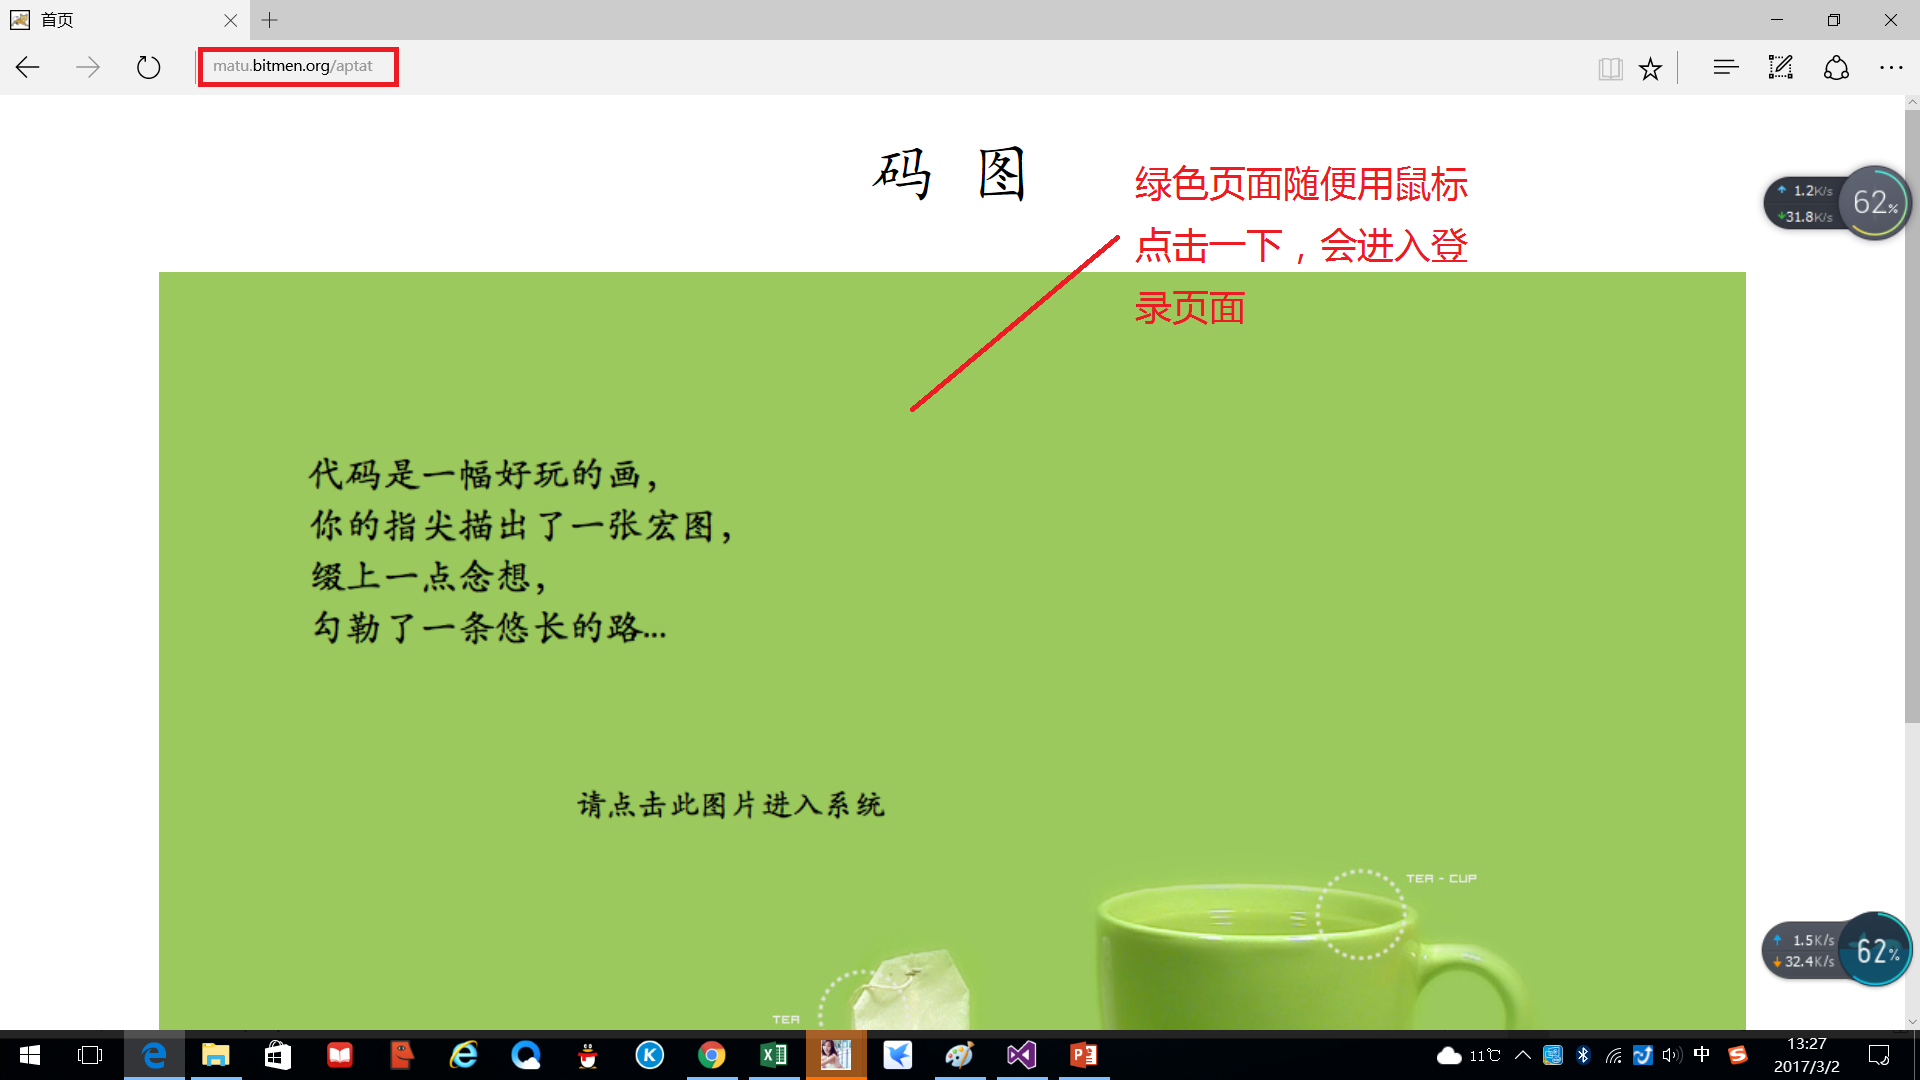 首页
matu.bitmen.org/aptat
码 图
绿色页面随便用鼠标
点击一下，会进入登
录页面
1.2K/s
31.8K/s
62%
代码是一幅好玩的画，
你的指尖描出了一张宏图，
缀上一点念想，
勾勒了一条悠长的路...
请点击此图片进入系统
TEA - CUP
1.5K/s
32.4K/s
62%
TEA
11℃
中
13:27
2017/3/2